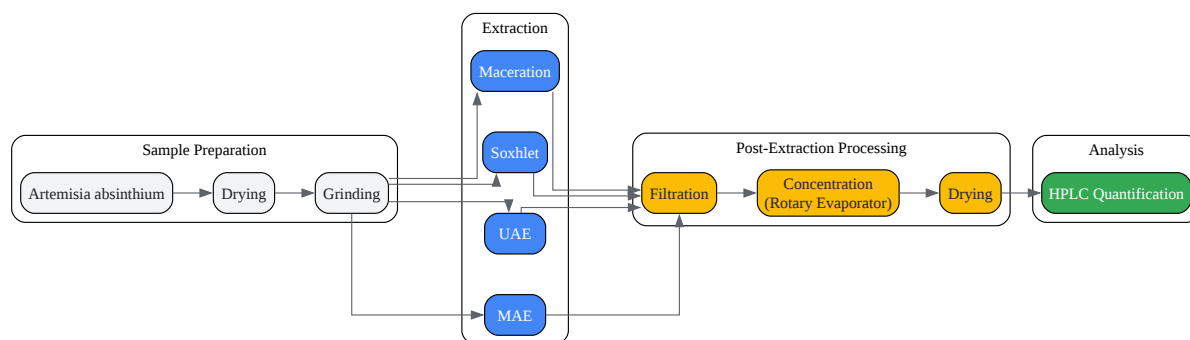 Sample Preparation
Artemisia absinthium
Drying
Grinding
Extraction
Maceration
Soxhlet
UAE
MAE
Post-Extraction Processing
Filtration
Concentration
(Rotary Evaporator)
Drying
Analysis
HPLC Quantification